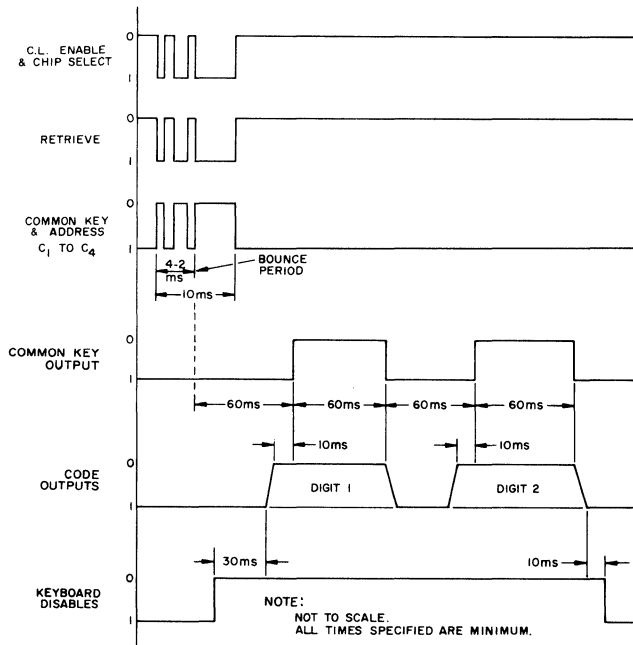 0
C.L. ENABLE
& CHIP SELECT
1
0
RETRIEVE
1
0
COMMON KEY
& ADDRESS
C1 TO C4
1
4-2
ms
BOUNCE
PERIOD
10ms
0
COMMON KEY
OUTPUT
1
60ms
60ms
60ms
60ms
10ms
10ms
0
CODE
OUTPUTS
1
DIGIT 1
DIGIT 2
30ms
10ms
0
KEYBOARD
DISABLES
1
NOTE:
NOT TO SCALE.
ALL TIMES SPECIFIED ARE MINIMUM.